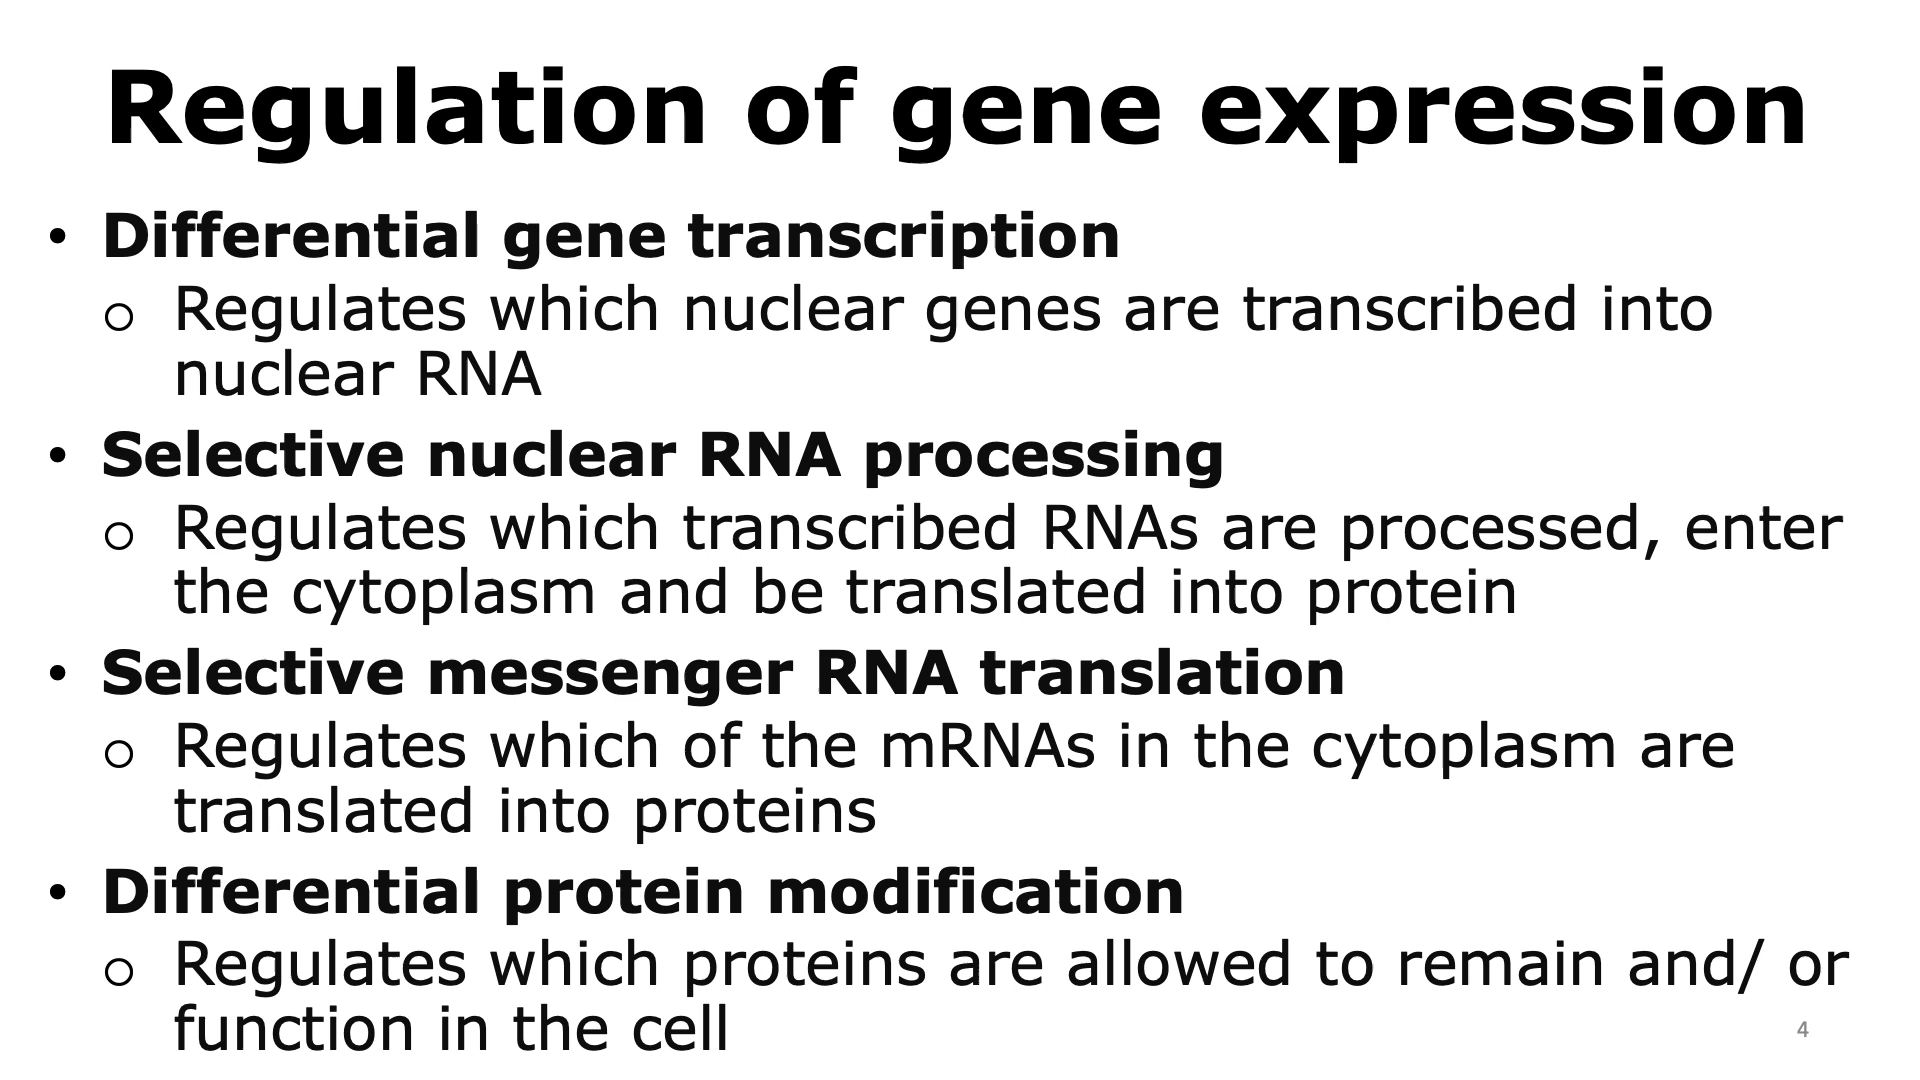 Regulation of gene expression
• Differential gene transcription
o Regulates which nuclear genes are transcribed into
nuclear RNA
• Selective nuclear RNA processing
o Regulates which transcribed RNAs are processed, enter
the cytoplasm and be translated into protein
• Selective messenger RNA translation
o Regulates which of the mRNAs in the cytoplasm are
translated into proteins
• Differential protein modification
o Regulates which proteins are allowed to remain and/ or
function in the cell
4